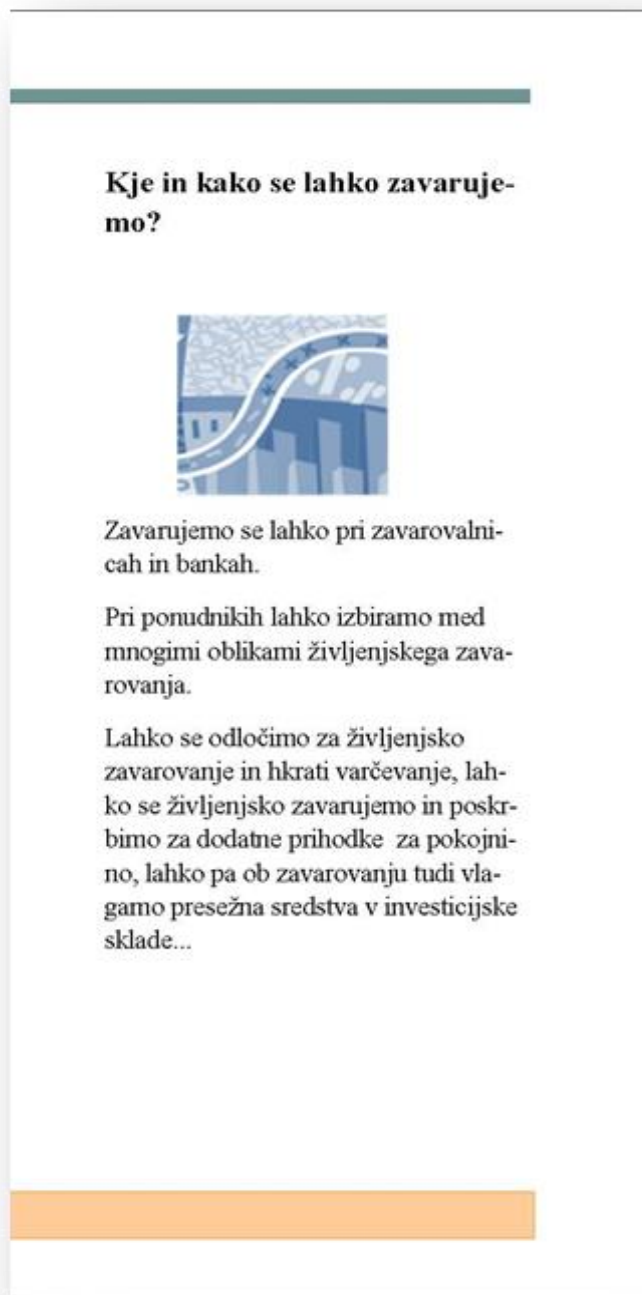 Kje in kako se lahko zavaruje-
mo?
Zavarujemo se lahko pri zavarovalni-
cah in bankah.
Pri ponudnikih lahko izbiramo med
mnogimi oblikami življenjskega zava-
rovanja.
Lahko se odločimo za življenjsko
zavarovanje in hkrati varčevanje, lah-
ko se življenjsko zavarujemo in poskr-
bimo za dodatne prihodke  za pokojni-
no, lahko pa ob zavarovanju tudi vla-
gamo presežna sredstva v investicijske
sklade...